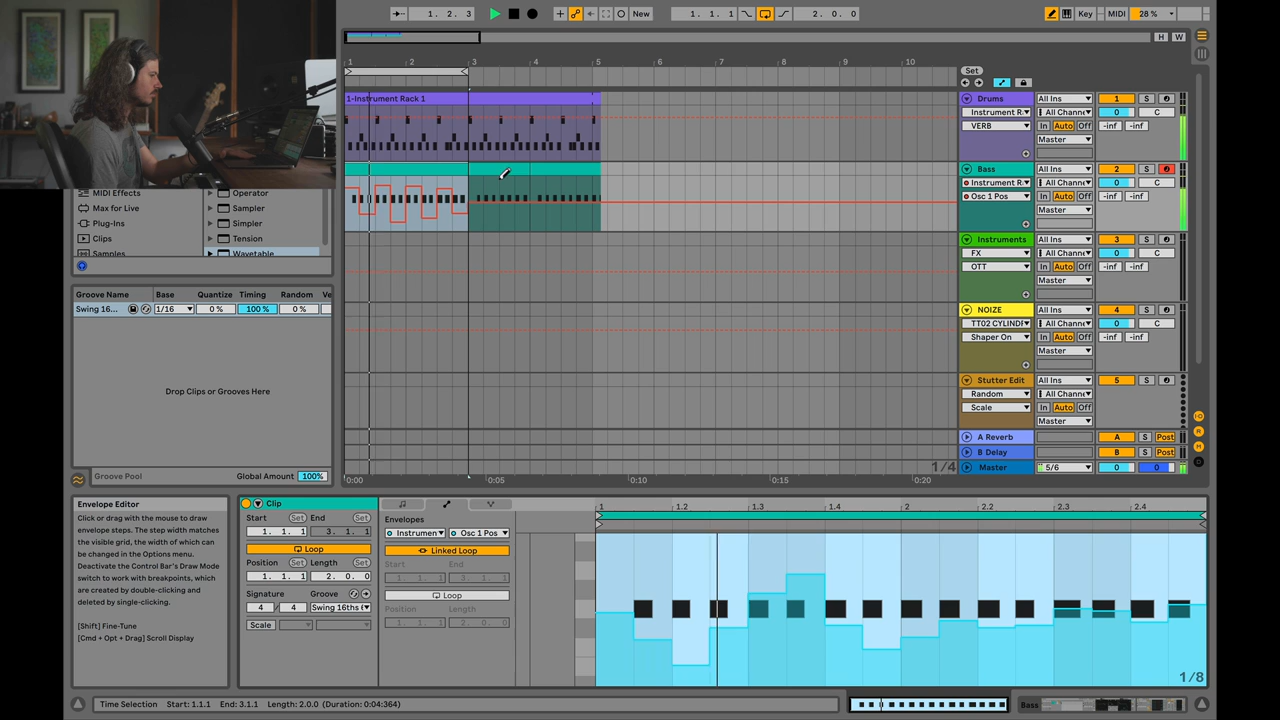 1. 2. 3
New
1. 1. 1
2. 0. 0
Key
MIDI
28 %
H W
1 2 3 4 5 6 7 8 9 10
Set
1-Instrument Rack 1
Drums
All Ins
1
S
Instrument R.
All Channe
0
C
VERB
In Auto Off
-inf -inf
Master
Bass
All Ins
2
S
Instrument R.
All Channe
0
C
Osc 1 Pos
In Auto Off
-inf -inf
Master
Instruments
All Ins
3
S
FX
All Channe
0
C
OTT
In Auto Off
-inf -inf
Master
NOIZE
All Ins
4
S
TT02 CYLIND
All Channe
0
C
Shaper On
In Auto Off
-inf -inf
Master
Stutter Edit
All Ins
5
S
Random
All Channe
Scale
In Auto Off
Master
A Reverb
A
S
Post
B Delay
B
S
Post
1/4
Master
5/6
0
0
0:00 0:05 0:10 0:15 0:20
MIDI Effects
Max for Live
Plug-Ins
Clips
Samples
Operator
Sampler
Simpler
Tension
Wavetable
Groove Name Base Quantize Timing Random Ve
Swing 16... 1/16 0 % 100 % 0 %
Drop Clips or Grooves Here
Groove Pool
Global Amount 100%
Envelope Editor
Click or drag with the mouse to draw
envelope steps. The step width matches
the visible grid, the width of which can
be changed in the Options menu.
Deactivate the Control Bar's Draw Mode
switch to work with breakpoints, which
are created by double-clicking and
deleted by single-clicking.
[Shift] Fine-Tune
[Cmd + Opt + Drag] Scroll Display
Clip
Start Set End Set
1. 1. 1 3. 1. 1
Loop
Position Set Length Set
1. 1. 1 2. 0. 0
Signature Groove
4 / 4 Swing 16ths
Scale
Envelopes
Instrumen Osc 1 Pos
Linked Loop
Start End
1. 1. 1 3. 1. 1
Loop
Position Length
1. 1. 1 2. 0. 0
1 1.2 1.3 1.4 2 2.2 2.3 2.4
1/8
Time Selection Start: 1.1.1 End: 3.1.1 Length: 2.0.0 (Duration: 0:04:364)
Bass